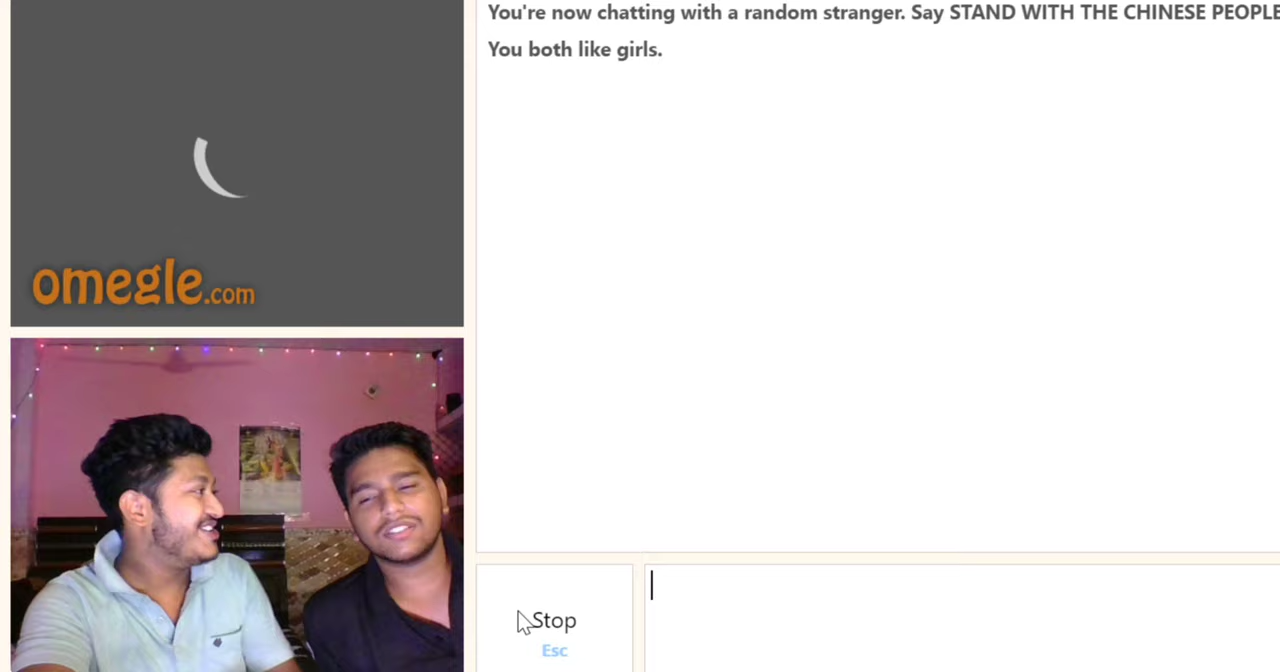 You're now chatting with a random stranger. Say STAND WITH THE CHINESE PEOPLE
You both like girls.
omegle.com
Stop
Esc